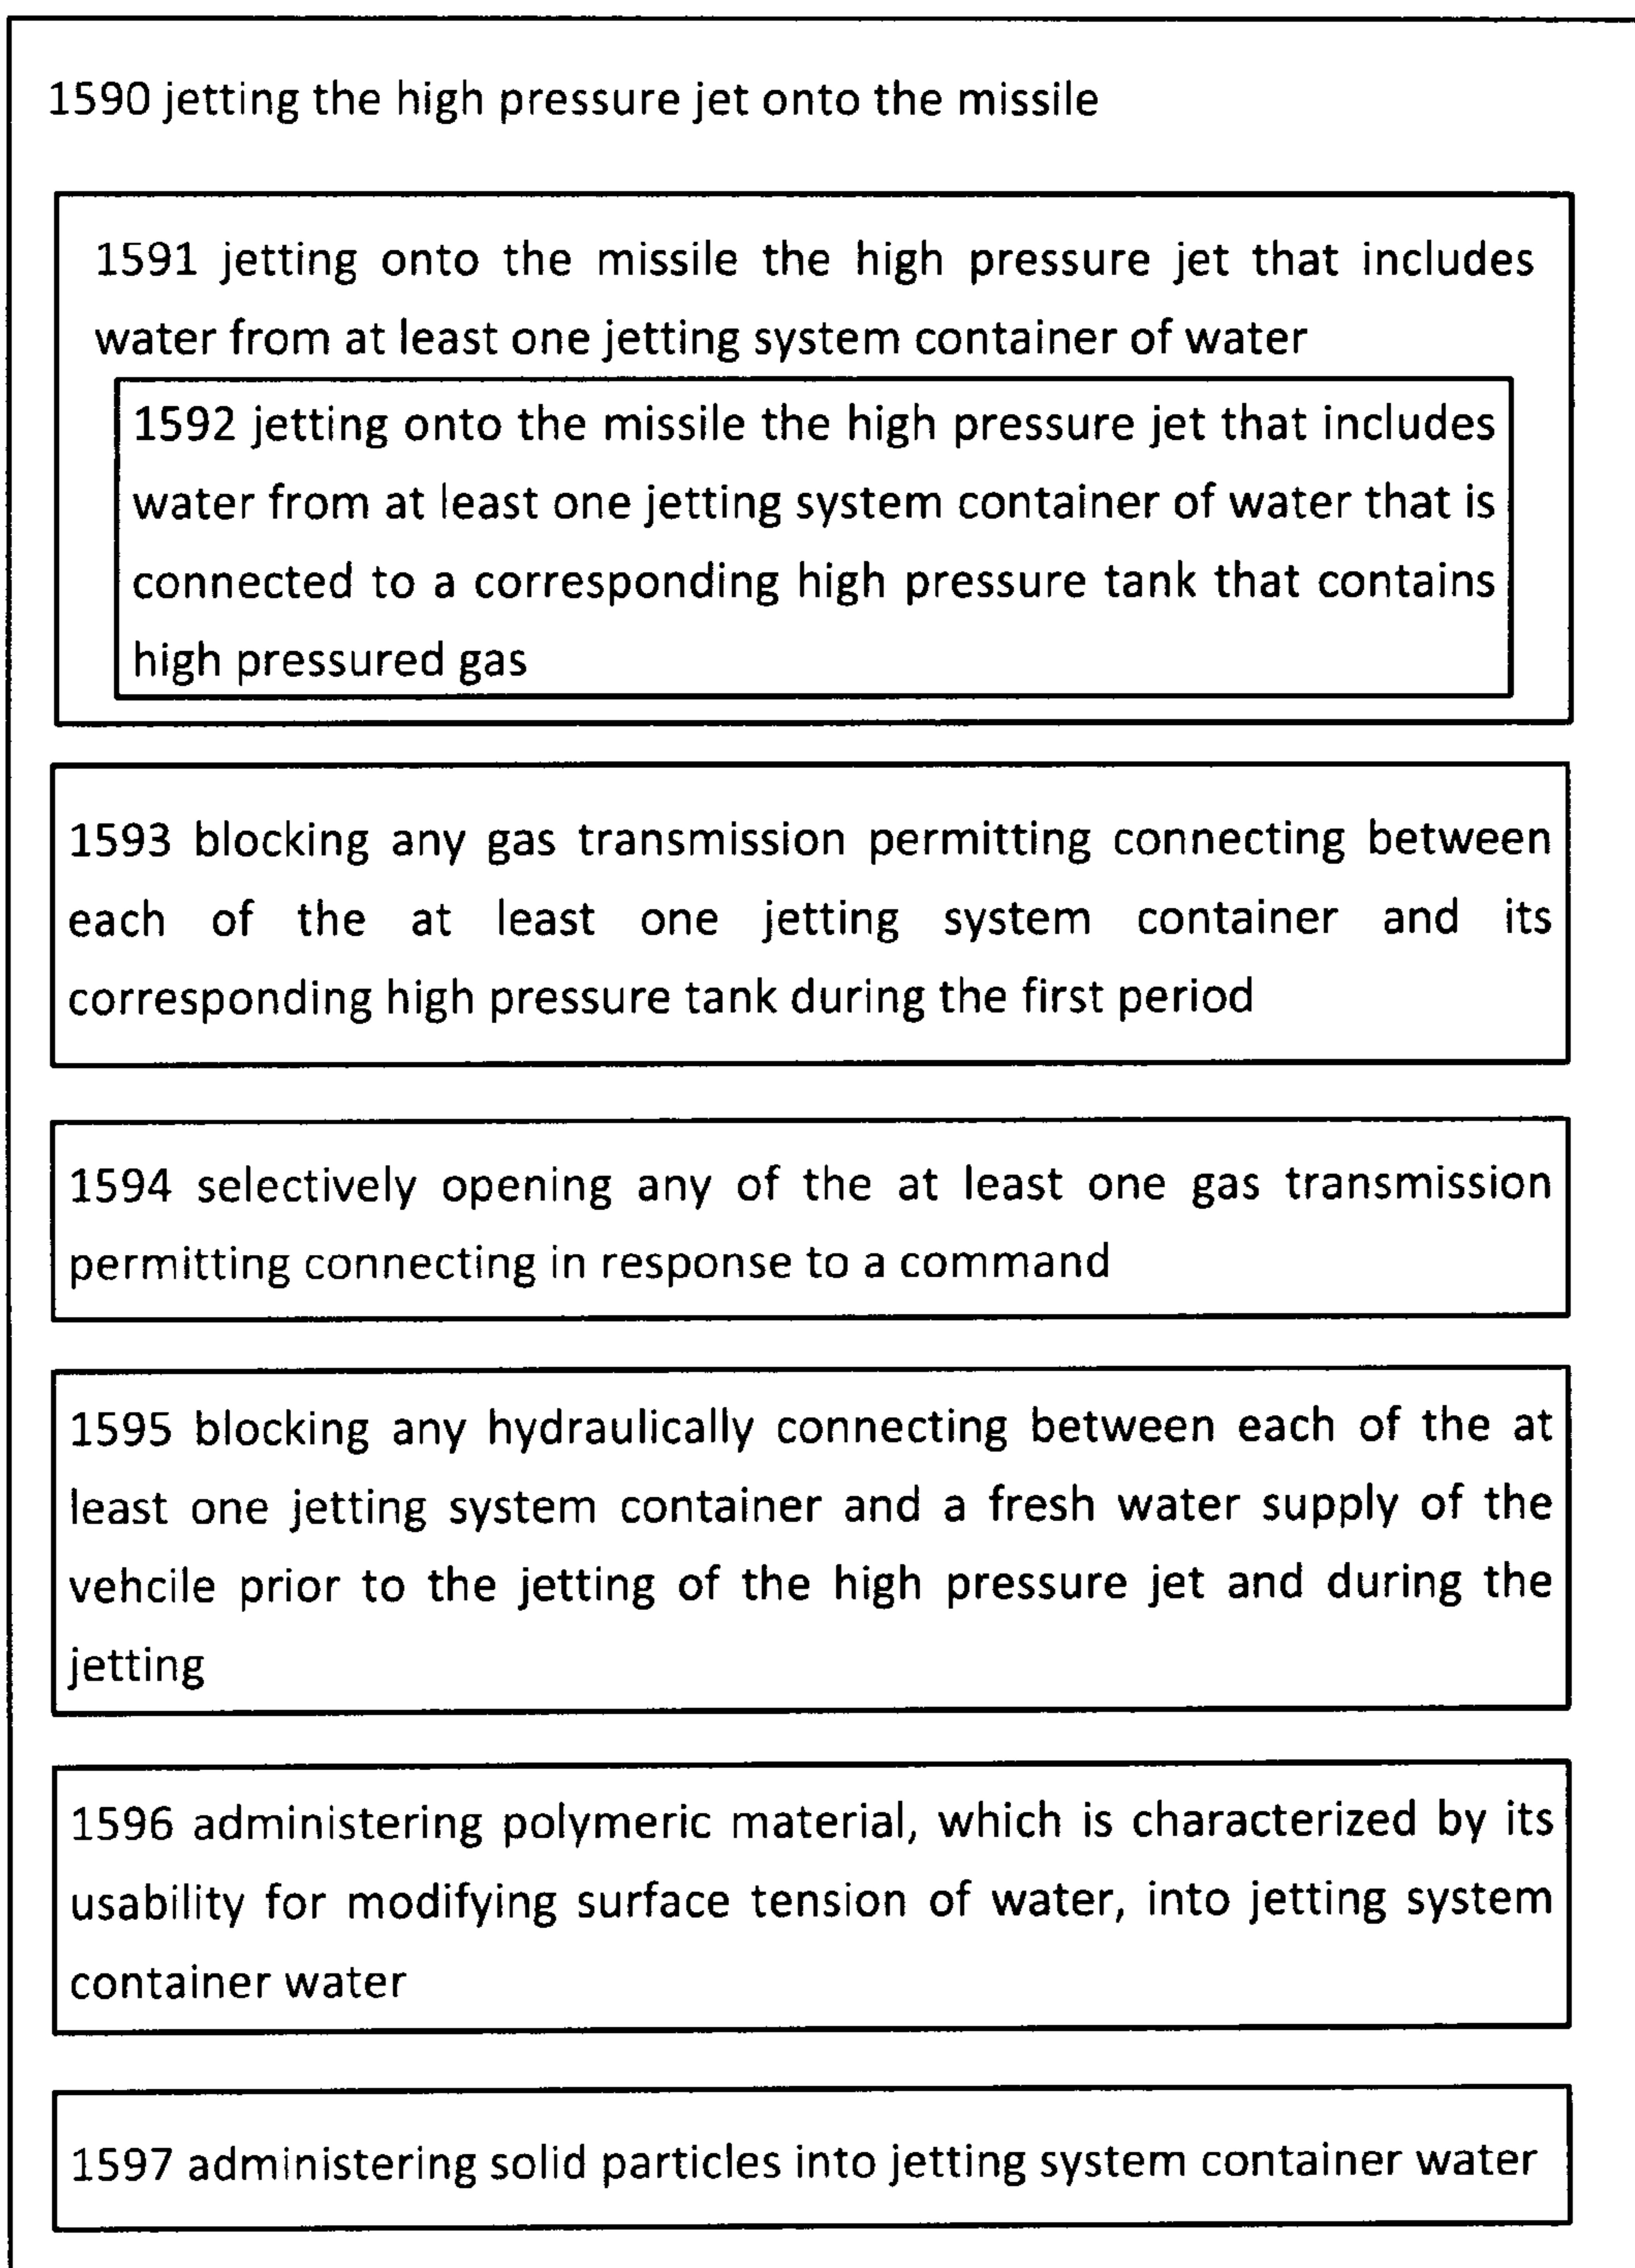 1590 jetting the high pressure jet onto the missile
1591 jetting onto the missile the high pressure jet that includes
water from at least one jetting system container of water
1592 jetting onto the missile the high pressure jet that includes
water from at least one jetting system container of water that is
connected to a corresponding high pressure tank that contains
high pressured gas
1593 blocking any gas transmission permitting connecting between
each of the at least one jetting system container and its
corresponding high pressure tank during the first period
1594 selectively opening any of the at least one gas transmission
permitting connecting in response to a command
1595 blocking any hydraulically connecting between each of the at
least one jetting system container and a fresh water supply of the
vehcile prior to the jetting of the high pressure jet and during the
jetting
1596 administering polymeric material, which is characterized by its
usability for modifying surface tension of water, into jetting system
container water
1597 administering solid particles into jetting system container water